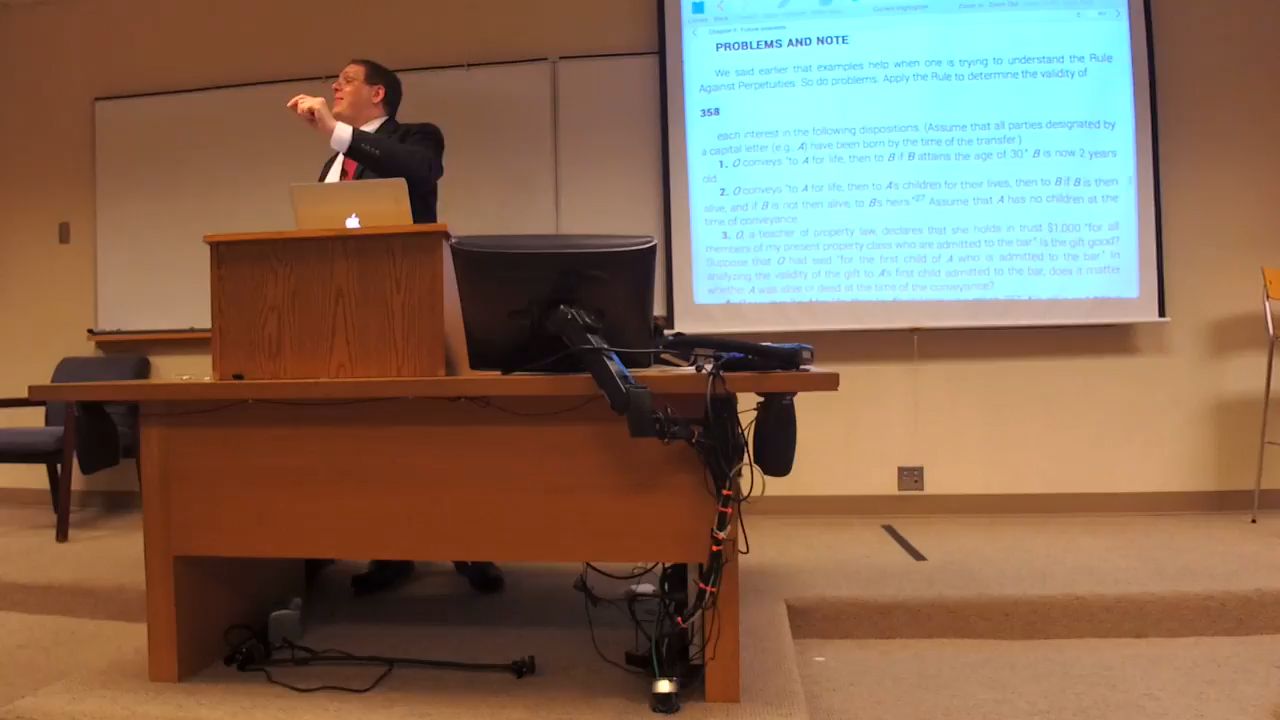 Chapter 5. Future Interests
PROBLEMS AND NOTE
We said earlier that examples help when one is trying to understand the Rule
Against Perpetuities. So do problems. Apply the Rule to determine the validity of
358
each interest in the following dispositions. (Assume that all parties designated by
a capital letter (e.g., A) have been born by the time of the transfer.)
1. O conveys "to A for life, then to B if B attains the age of 30." B is now 2 years
old.
2. O conveys "to A for life, then to A's children for their lives, then to B if B is then
alive, and if B is not then alive, to B's heirs."27 Assume that A has no children at the
time of conveyance.
3. O, a teacher of property law, declares that she holds in trust $1,000 "for all
members of my present property class who are admitted to the bar." Is the gift good?
Suppose that O had said "for the first child of A who is admitted to the bar." In
analyzing the validity of the gift to A's first child admitted to the bar, does it matter
whether A was alive or dead at the time of the conveyance?